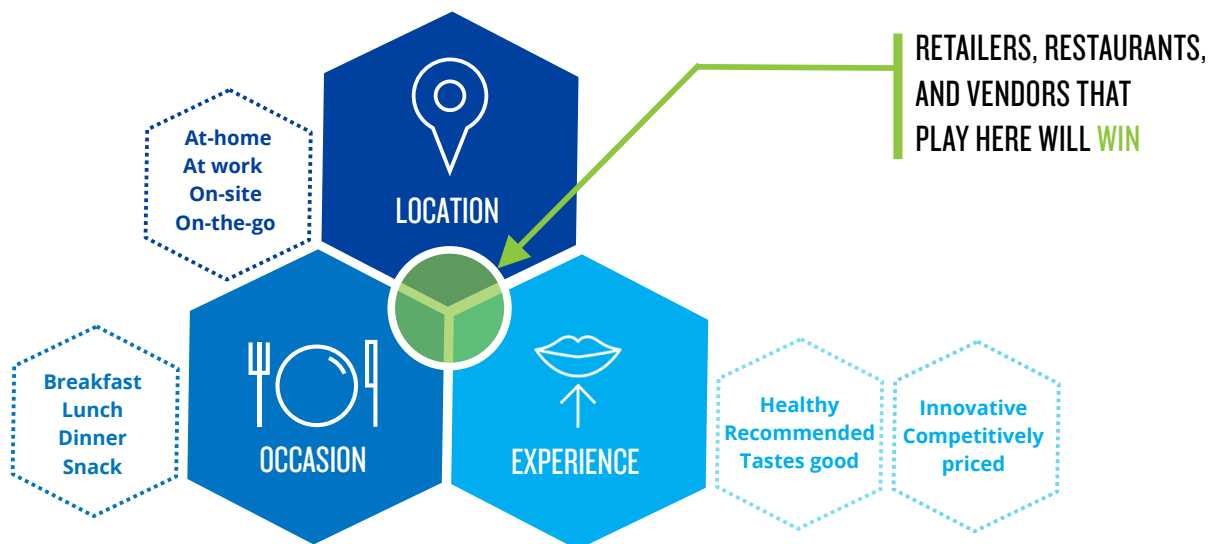 RETAILERS, RESTAURANTS,
AND VENDORS THAT
PLAY HERE WILL WIN
At-home
At work
On-site
On-the-go
LOCATION
Breakfast
Lunch
Dinner
Snack
OCCASION
EXPERIENCE
Healthy
Recommended
Tastes good
Innovative
Competitively
priced